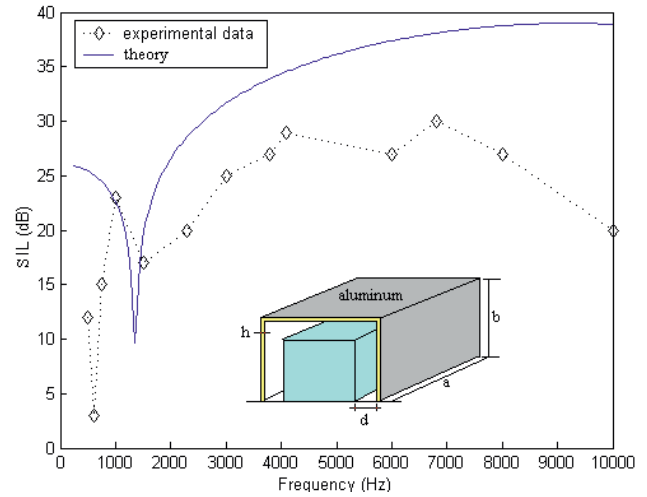 40
35
30
25
20
15
10
5
0
SIL (dB)
experimental data
theory
aluminum
h
b
a
d
0 1000 2000 3000 4000 5000 6000 7000 8000 9000 10000
Frequency (Hz)